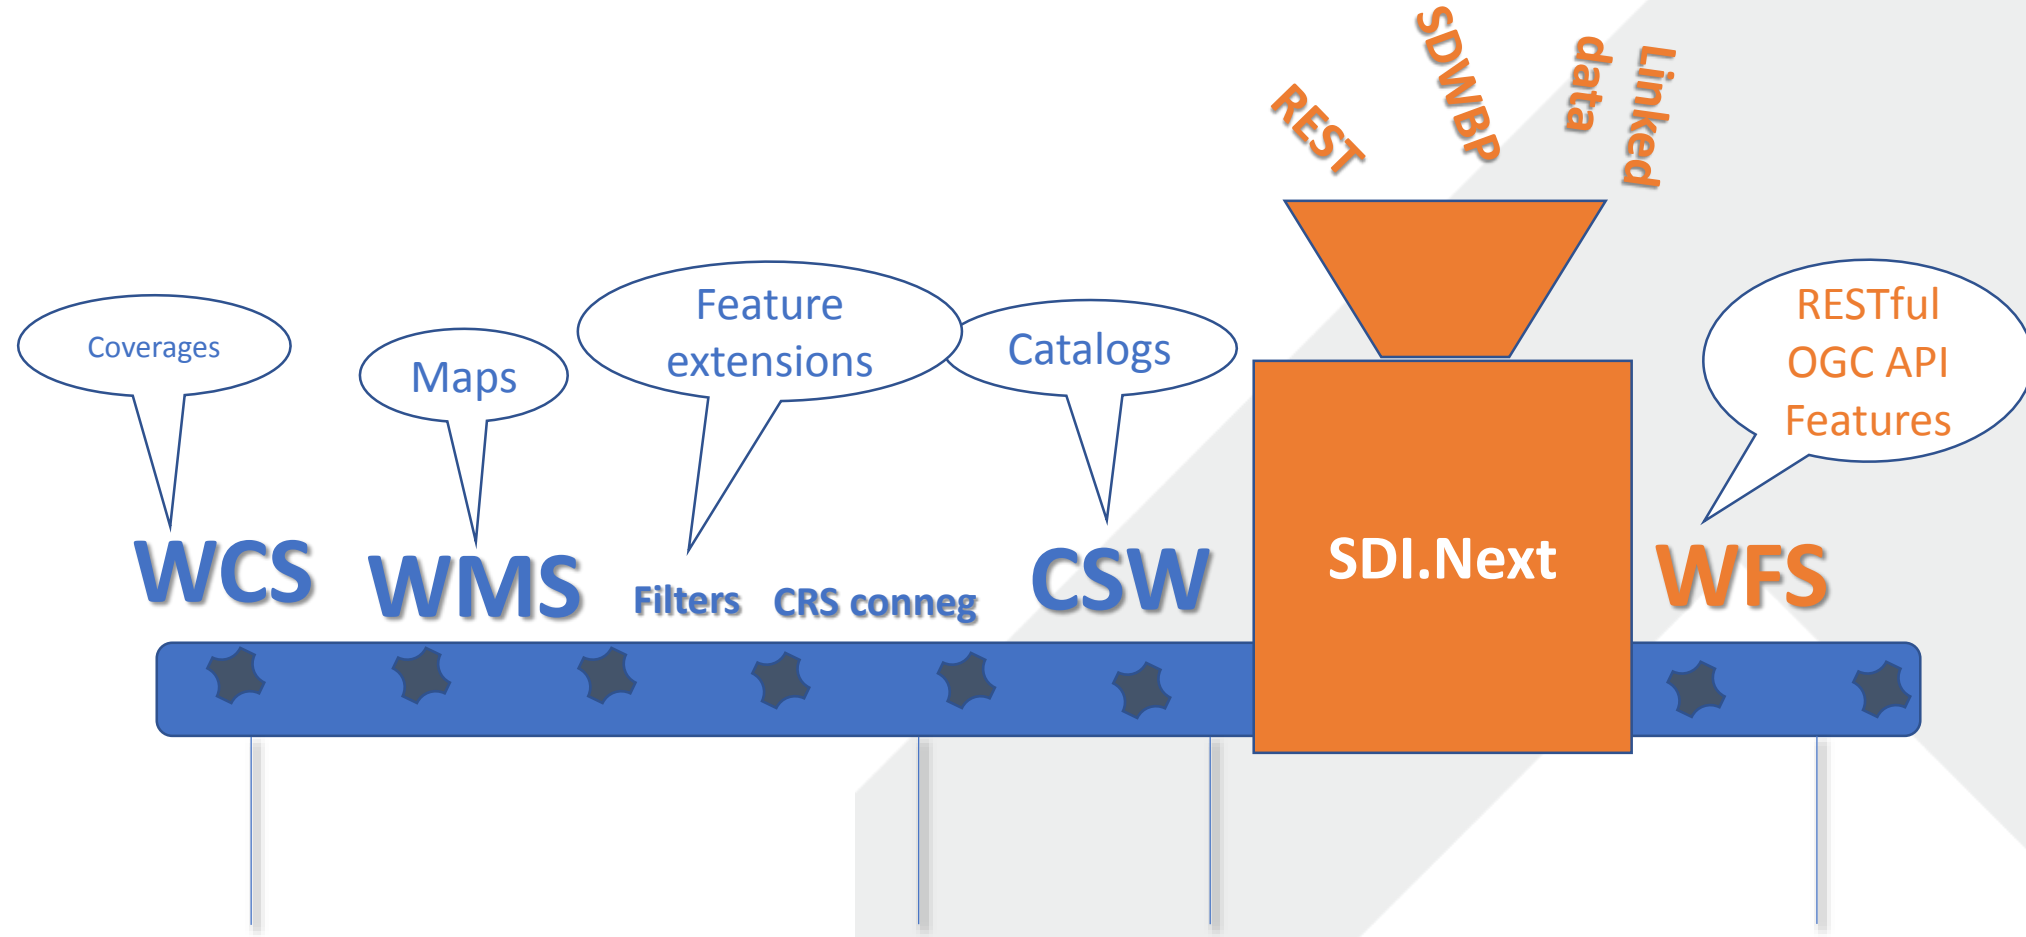 REST
SDWBP
Linked
data
Coverages
Maps
Feature
extensions
Catalogs
RESTful
OGC API
Features
WCS
WMS
Filters
CRS conneg
CSW
SDI.Next
WFS